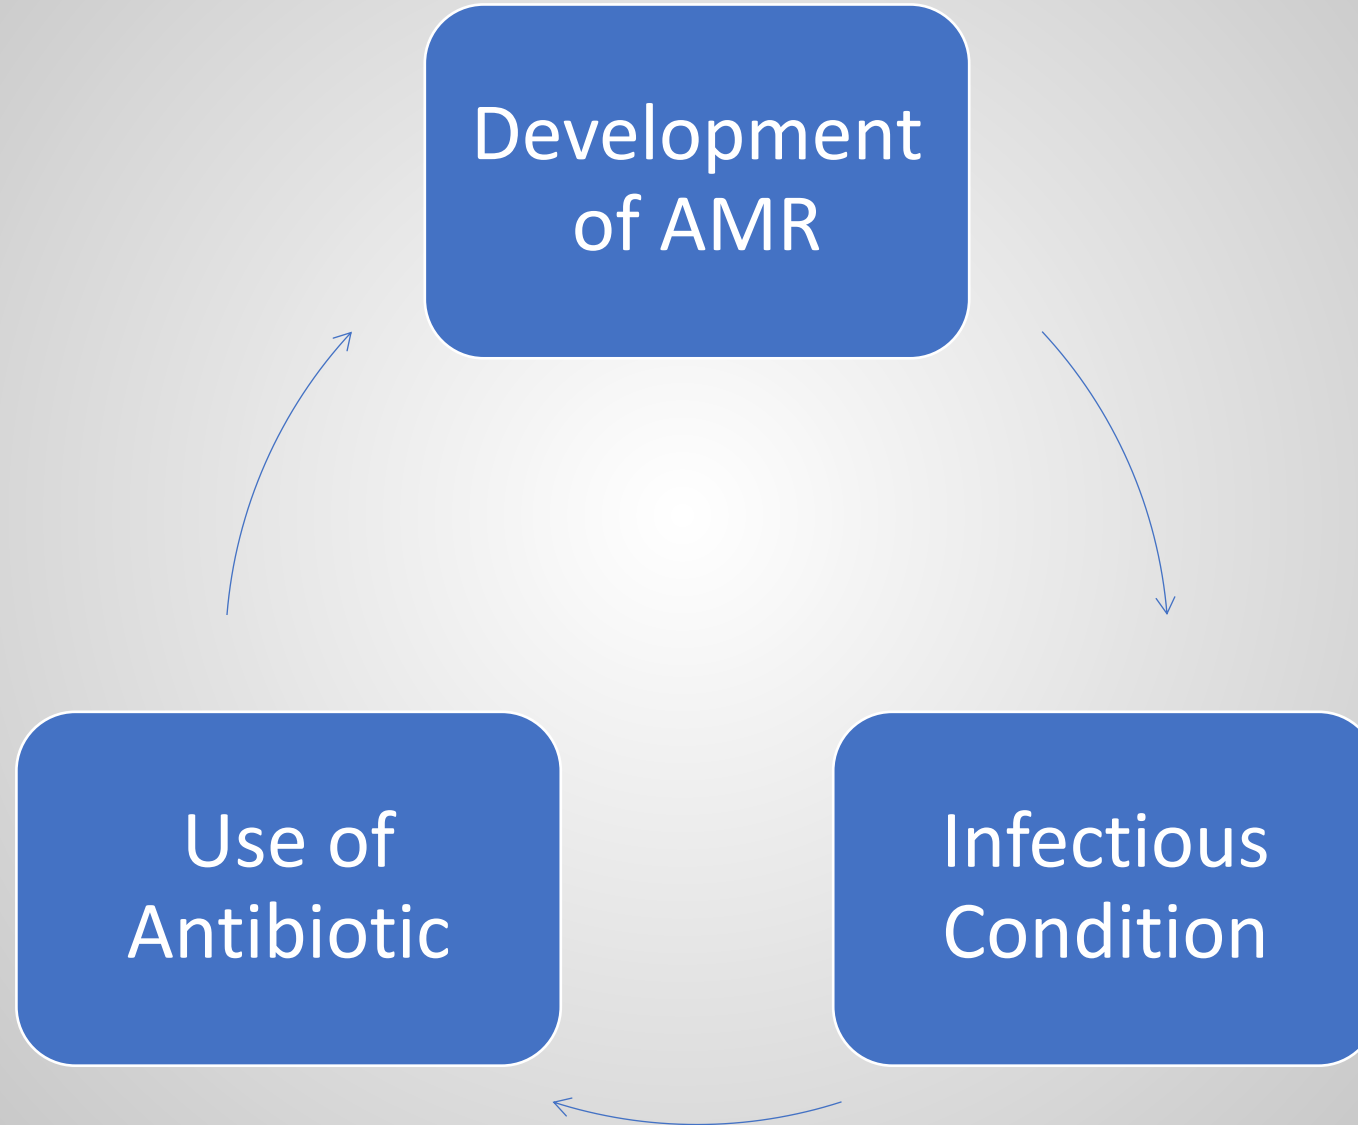 Development
of AMR
Use of
Antibiotic
Infectious
Condition